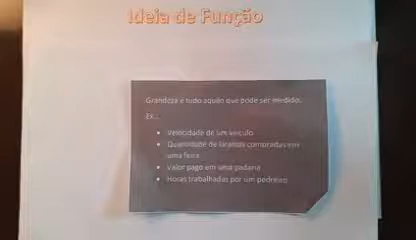 Ideia de Função
Grandeza é tudo aquilo que pode ser medido.
Ex...
• Velocidade de um veículo
• Quantidade de laranjas compradas em
uma feira
• Valor pago em uma padaria
• Horas trabalhadas por um pedreiro